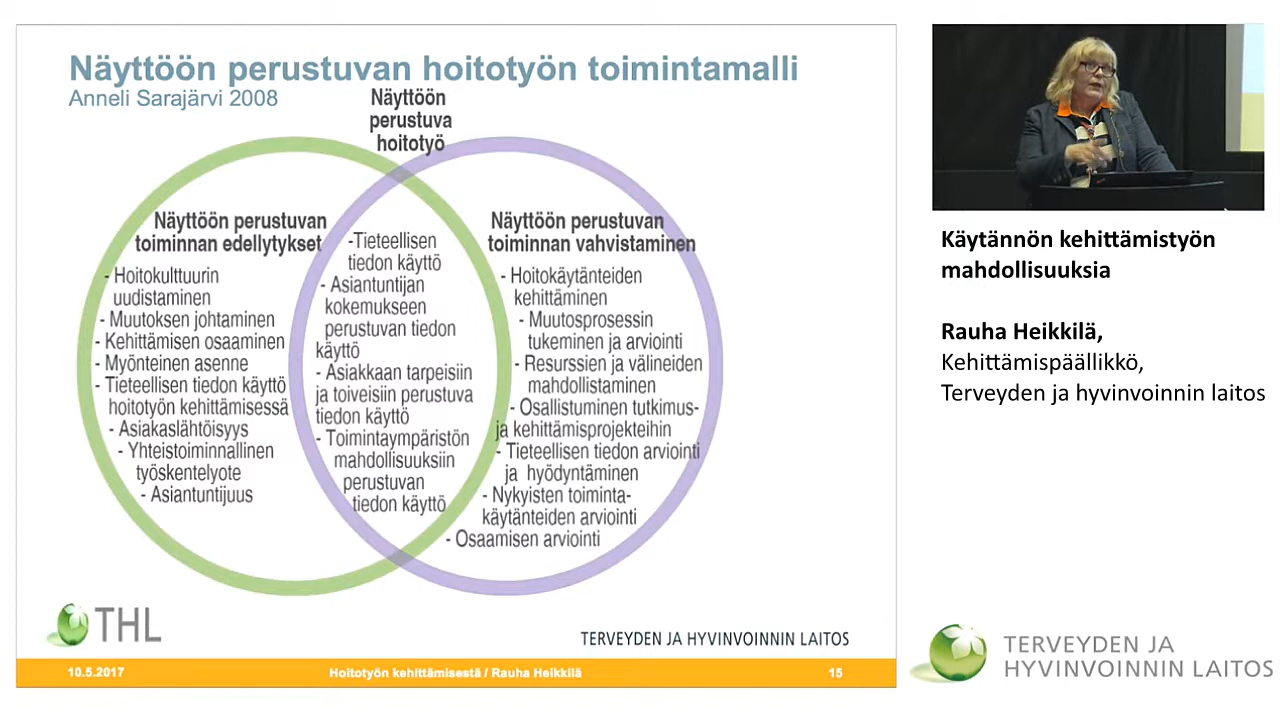 Näyttöön perustuvan hoitotyön toimintamalli
Anneli Sarajärvi 2008
Näyttöön
perustuva
hoitotyö
Näyttöön perustuvan
toiminnan edellytykset
- Hoitokulttuurin
uudistaminen
- Muutoksen johtaminen
- Kehittämisen osaaminen
- Myönteinen asenne
- Tieteellisen tiedon käyttö
hoitotyön kehittämisessä
- Asiakaslähtöisyys
- Yhteistoiminnallinen
työskentelyote
- Asiantuntijuus
-Tieteellisen
tiedon käyttö
- Asiantuntijan
kokemukseen
perustuvan tiedon
käyttö
- Asiakkaan tarpeisiin
ja toiveisiin perustuva
tiedon käyttö
- Toimintaympäristön
mahdollisuuksiin
perustuvan
tiedon käyttö
Näyttöön perustuvan
toiminnan vahvistaminen
- Hoitokäytänteiden
kehittäminen
- Muutosprosessin
tukeminen ja arviointi
- Resurssien ja välineiden
mahdollistaminen
- Osallistuminen tutkimus-
ja kehittämisprojekteihin
- Tieteellisen tiedon arviointi
ja hyödyntäminen
- Nykyisten toiminta-
käytänteiden arviointi
- Osaamisen arviointi
THL
TERVEYDEN JA HYVINVOINNIN LAITOS
10.5.2017
Hoitotyön kehittämisestä / Rauha Heikkilä
15
Käytännön kehittämistyön
mahdollisuuksia
Rauha Heikkilä,
Kehittämispäällikkö,
Terveyden ja hyvinvoinnin laitos
TERVEYDEN JA
HYVINVOINNIN LAITOS